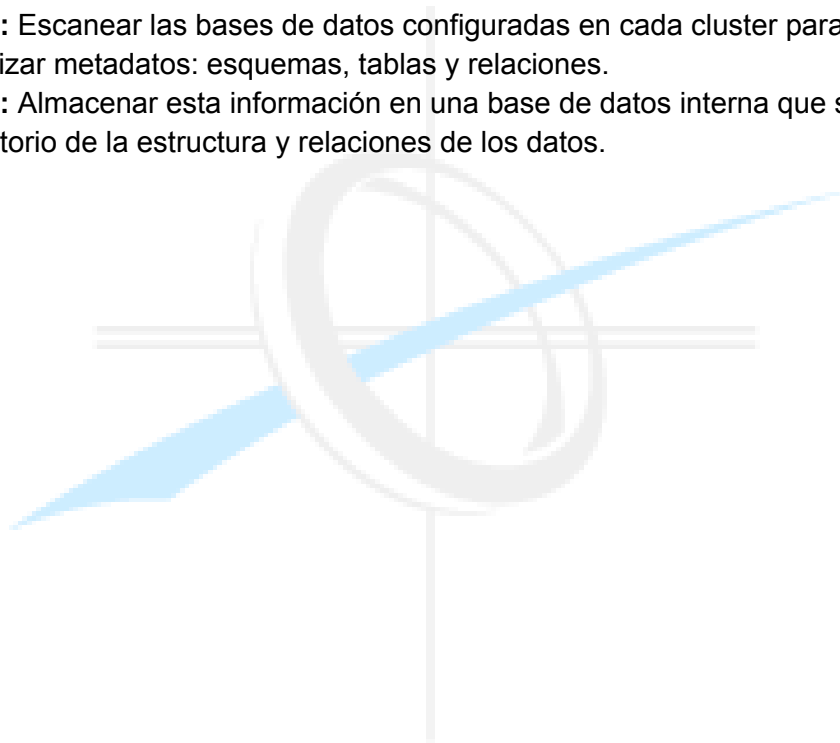 : Escanear las bases de datos configuradas en cada cluster para
izar metadatos: esquemas, tablas y relaciones.
: Almacenar esta información en una base de datos interna que s
torio de la estructura y relaciones de los datos.